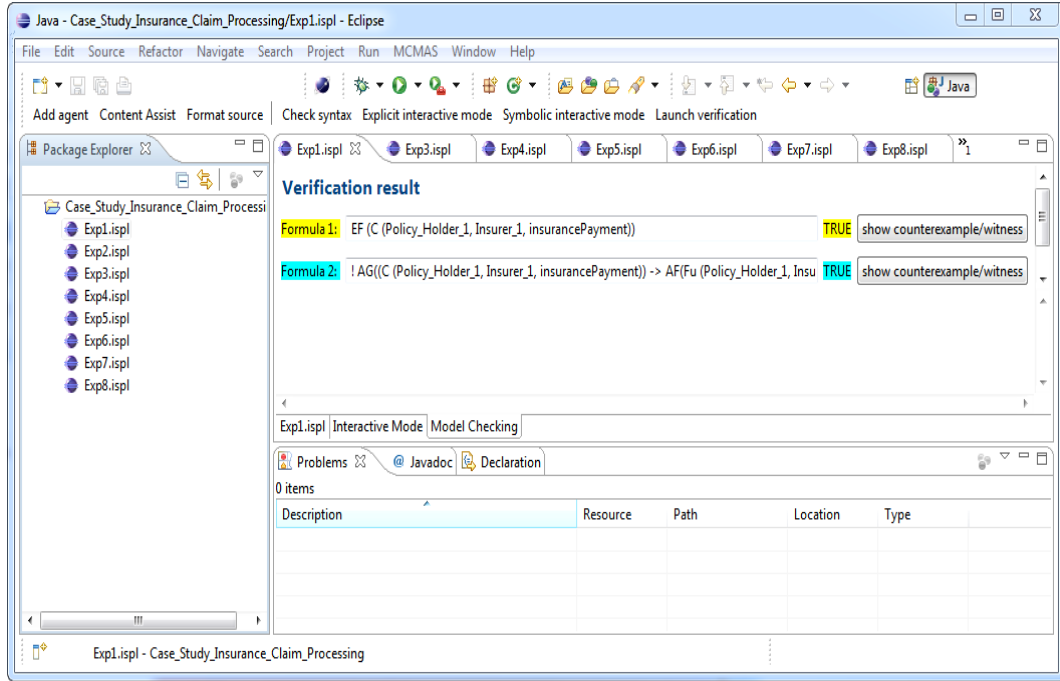 Java - Case_Study_Insurance_Claim_Processing/Exp1.ispl - Eclipse
File Edit Source Refactor Navigate Search Project Run MCMAS Window Help
Java
Add agent Content Assist Format source Check syntax Explicit interactive mode Symbolic interactive mode Launch verification
Package Explorer
Exp1.ispl Exp3.ispl Exp4.ispl Exp5.ispl Exp6.ispl Exp7.ispl Exp8.ispl »1
Case_Study_Insurance_Claim_Processi
Exp1.ispl
Exp2.ispl
Exp3.ispl
Exp4.ispl
Exp5.ispl
Exp6.ispl
Exp7.ispl
Exp8.ispl
Verification result
Formula 1: EF (C (Policy_Holder_1, Insurer_1, insurancePayment)) TRUE show counterexample/witness
Formula 2: ! AG((C (Policy_Holder_1, Insurer_1, insurancePayment)) -> AF(Fu (Policy_Holder_1, Insu TRUE show counterexample/witness
Exp1.ispl Interactive Mode Model Checking
Problems @ Javadoc Declaration
0 items
Description Resource Path Location Type
Exp1.ispl - Case_Study_Insurance_Claim_Processing